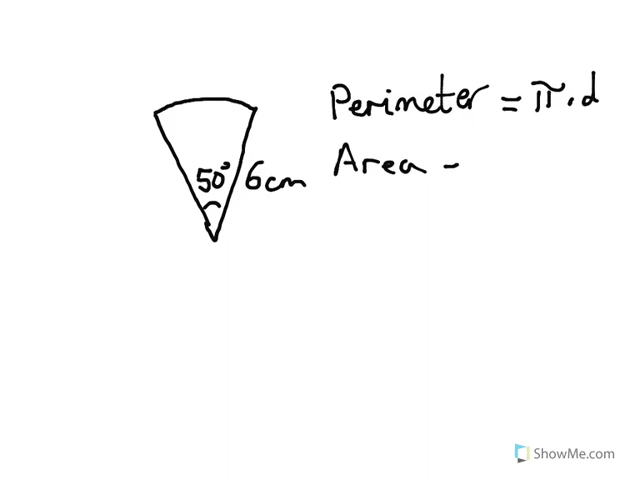 Perimeter = π.d
Area -
50° 6cm
ShowMe.com